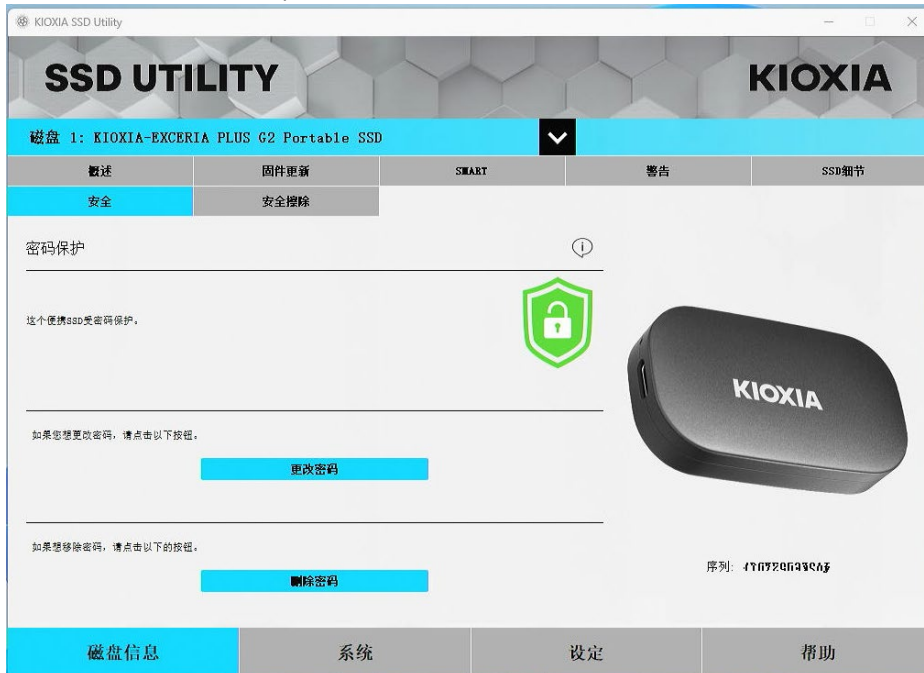 KIOXIA SSD Utility
SSD UTILITY
KIOXIA
磁盘 1: KIOXIA-EXCERIA PLUS G2 Portable SSD
概述 固件更新 SMART 警告 SSD细节
安全 安全擦除
密码保护
这个便携SSD受密码保护。
KIOXIA
如果您想更改密码，请点击以下按钮。
更改密码
如果想移除密码，请点击以下的按钮。
删除密码
序列:
磁盘信息 系统 设定 帮助